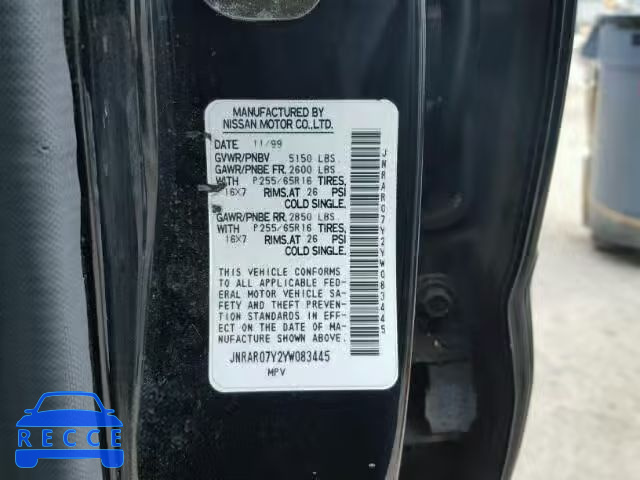 MANUFACTURED BY
NISSAN MOTOR CO.,LTD.
DATE 11/99
GVWR/PNBV 5150 LBS.
GAWR/PNBE FR. 2600 LBS
WITH P255/65R16 TIRES,
16X7 RIMS,AT 26 PSI
COLD SINGLE.
GAWR/PNBE RR. 2850 LBS.
WITH P255/65R16 TIRES,
16X7 RIMS,AT 26 PSI
COLD SINGLE.
THIS VEHICLE CONFORMS
TO ALL APPLICABLE FED-
ERAL MOTOR VEHICLE SA-
FETY AND THEFT PREVEN-
TION STANDARDS IN EFF-
ECT ON THE DATE OF MA-
NUFACTURE SHOWN ABOVE.
JNRAR07Y2YW083445
MPV
JNRAR07Y2YW083445
RECCE